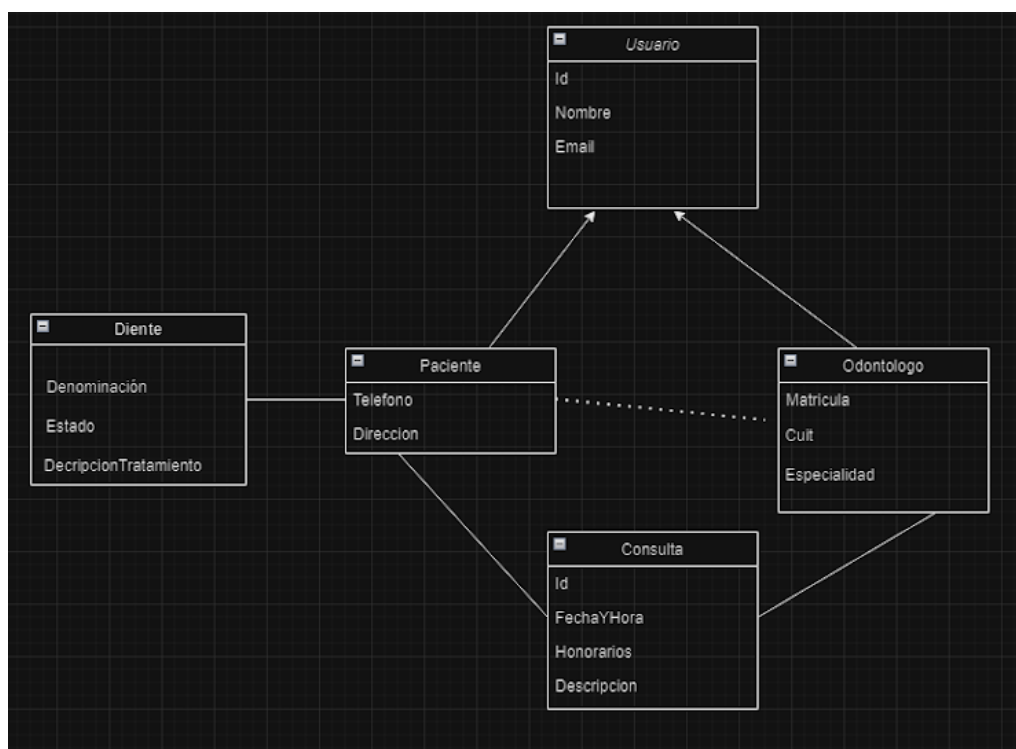 Usuario
Id
Nombre
Email
Diente
Denominación
Estado
DecripcionTratamiento
Paciente
Telefono
Direccion
Odontologo
Matricula
Cuit
Especialidad
Consulta
Id
FechaYHora
Honorarios
Descripcion